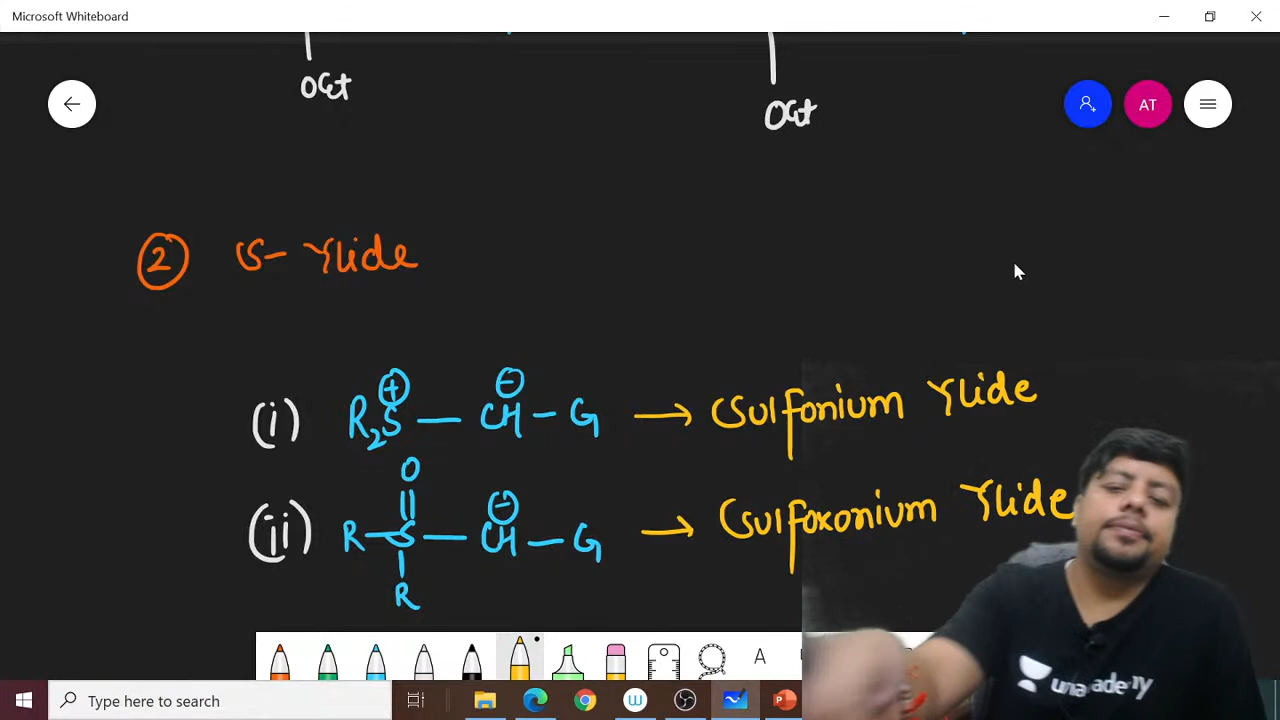 Microsoft Whiteboard
OEt
OEt
AT
② S-Ylide
(i) R₂S⊕ — CH⊖ — G → Sulfonium Ylide
O
(ii) R — S — CH⊖ — G → Sulfoxonium Ylide
R
A
unacademy
Type here to search